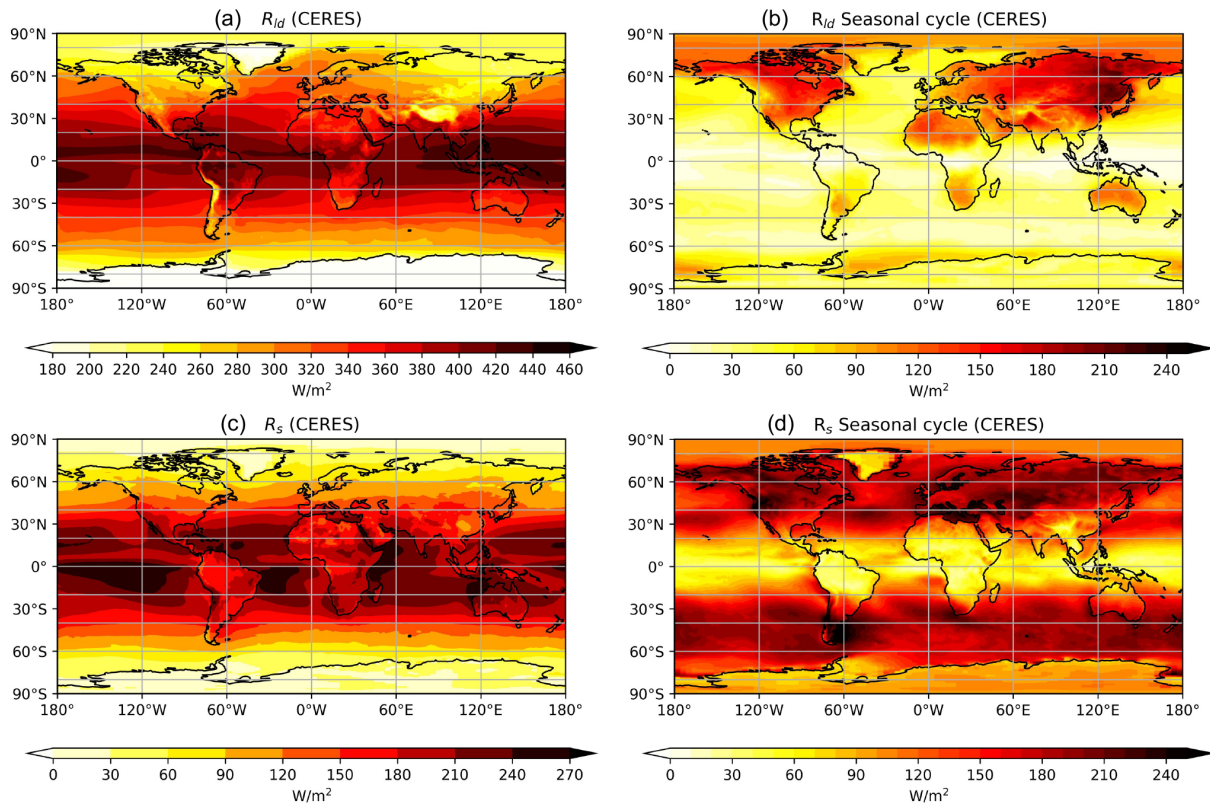 (a) R_ld (CERES)
90°N
60°N
30°N
0°
30°S
60°S
90°S
180° 120°W 60°W 0°W 60°E 120°E 180°
180 200 220 240 260 280 300 320 340 360 380 400 420 440 460
W/m²
(b) R_ld Seasonal cycle (CERES)
90°N
60°N
30°N
0°
30°S
60°S
90°S
180° 120°W 60°W 0°W 60°E 120°E 180°
0 30 60 90 120 150 180 210 240
W/m²
(c) R_s (CERES)
90°N
60°N
30°N
0°
30°S
60°S
90°S
180° 120°W 60°W 0°W 60°E 120°E 180°
0 30 60 90 120 150 180 210 240 270
W/m²
(d) R_s Seasonal cycle (CERES)
90°N
60°N
30°N
0°
30°S
60°S
90°S
180° 120°W 60°W 0°W 60°E 120°E 180°
0 30 60 90 120 150 180 210 240
W/m²